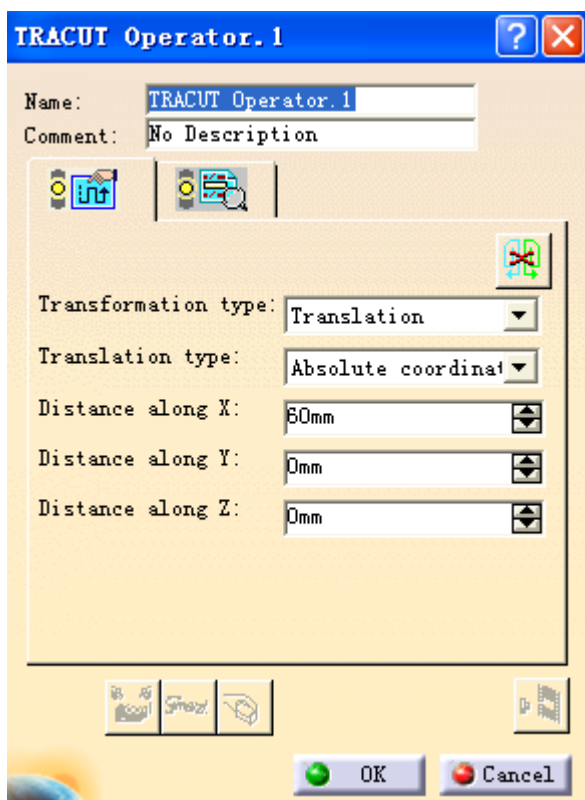 TRACUT Operator.1
?
Name: TRACUT Operator.1
Comment: No Description
Transformation type: Translation
Translation type: Absolute coordinat
Distance along X: 60mm
Distance along Y: 0mm
Distance along Z: 0mm
OK Cancel